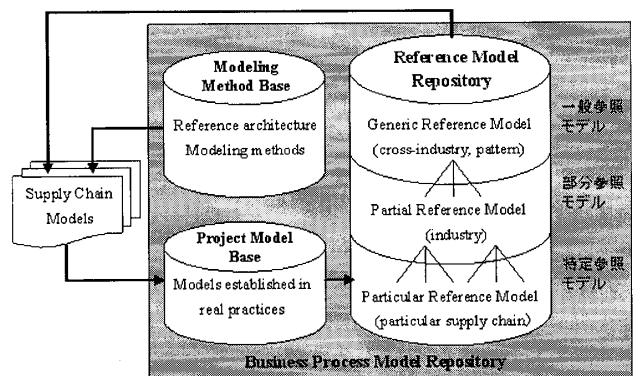 Modeling
Method Base
Reference architecture
Modeling methods
Supply Chain
Models
Project Model
Base
Models established in
real practices
Reference Model
Repository
Generic Reference Model
(cross-industry, pattern)
Partial Reference Model
(industry)
Particular Reference Model
(particular supply chain)
一般参照
モデル
部分参照
モデル
特定参照
モデル
Business Process Model Repository